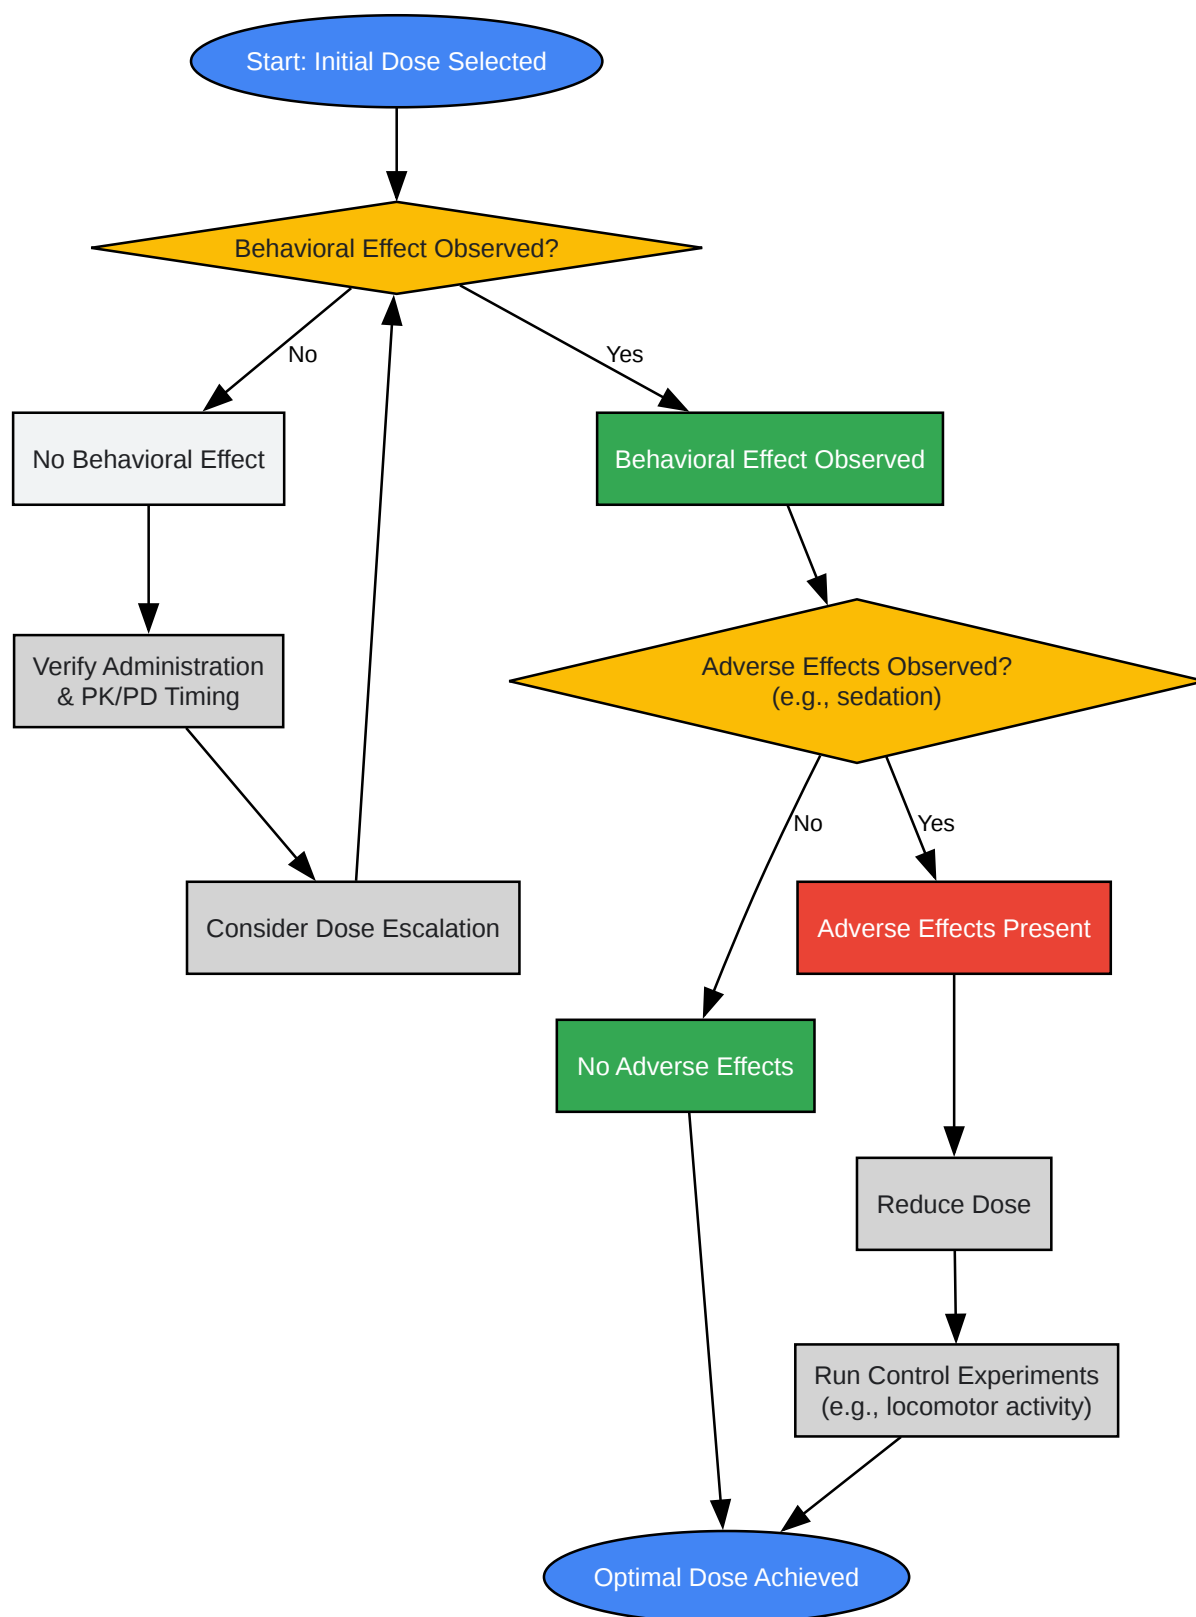 Start: Initial Dose Selected
Behavioral Effect Observed?
No
Yes
No Behavioral Effect
Behavioral Effect Observed
Verify Administration
& PK/PD Timing
Adverse Effects Observed?
(e.g., sedation)
No
Yes
Consider Dose Escalation
Adverse Effects Present
No Adverse Effects
Reduce Dose
Run Control Experiments
(e.g., locomotor activity)
Optimal Dose Achieved